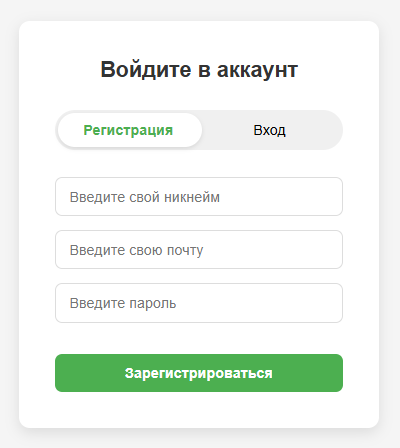 Войдите в аккаунт
Регистрация Вход
Введите свой никнейм
Введите свою почту
Введите пароль
Зарегистрироваться